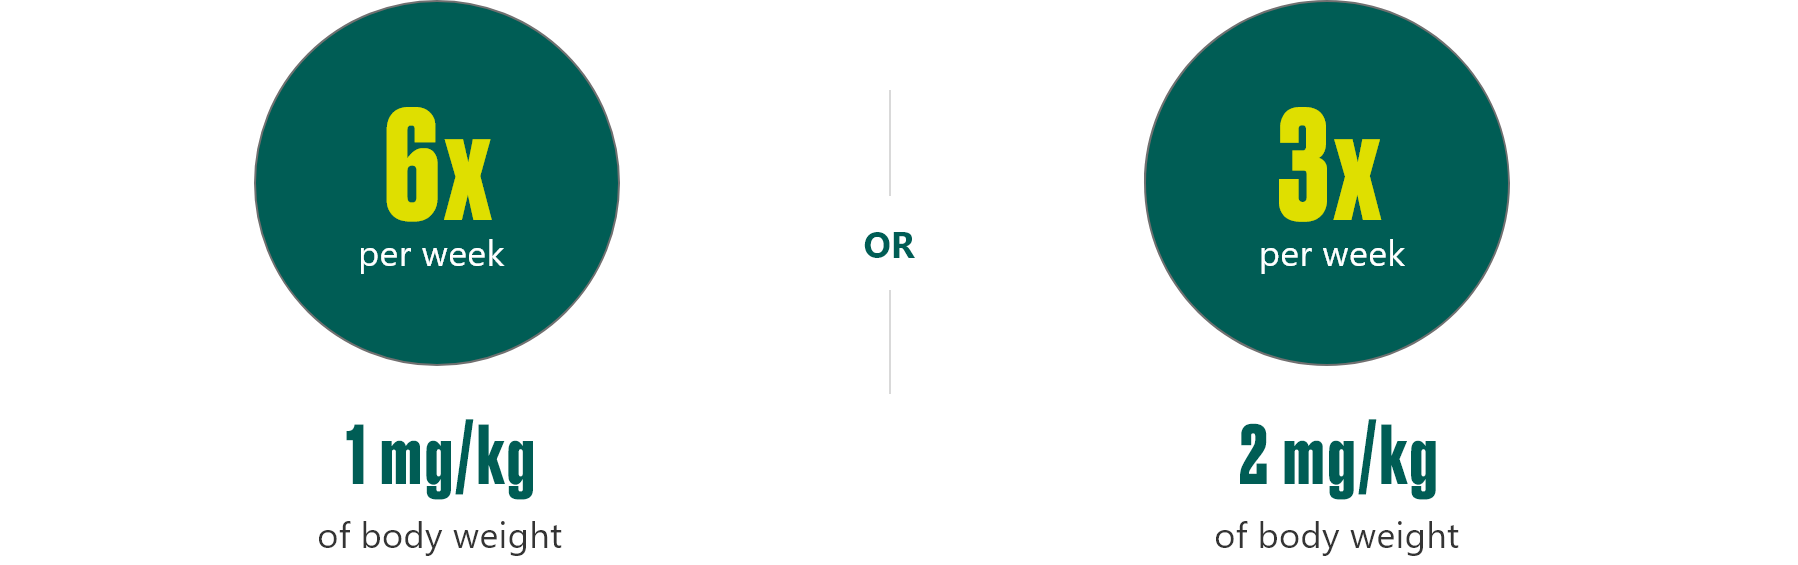 6x
per week
1 mg/kg
of body weight
OR
3x
per week
2 mg/kg
of body weight